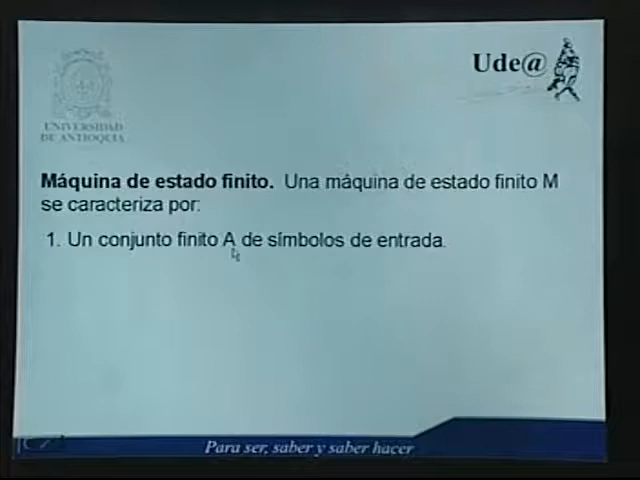 Ude@
UNIVERSIDAD
DE ANTIOQUIA
Máquina de estado finito. Una máquina de estado finito M
se caracteriza por:
1. Un conjunto finito A de símbolos de entrada.
Para ser, saber y saber hacer